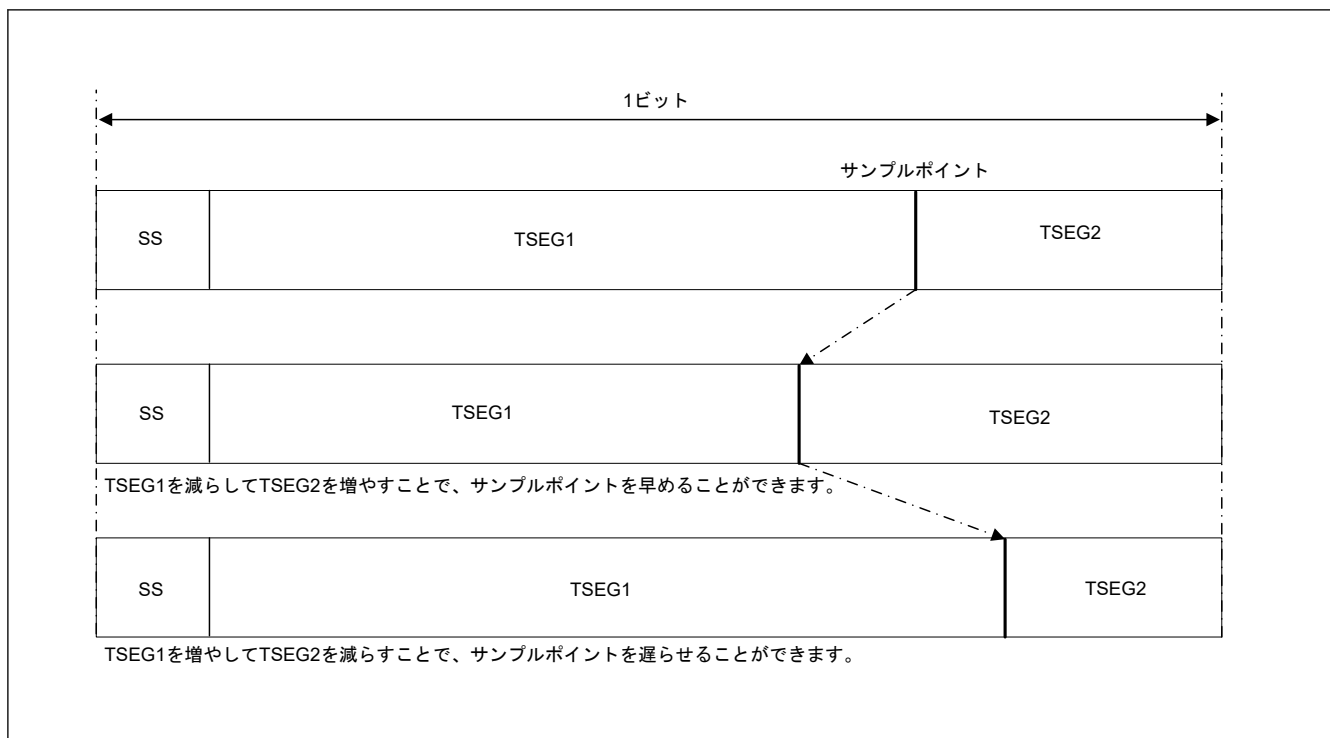 1ビット
サンプルポイント
SS
TSEG1
TSEG2
SS
TSEG1
TSEG2
TSEG1を減らしてTSEG2を増やすことで、サンプルポイントを早めることができます。
SS
TSEG1
TSEG2
TSEG1を増やしてTSEG2を減らすことで、サンプルポイントを遅らせることができます。